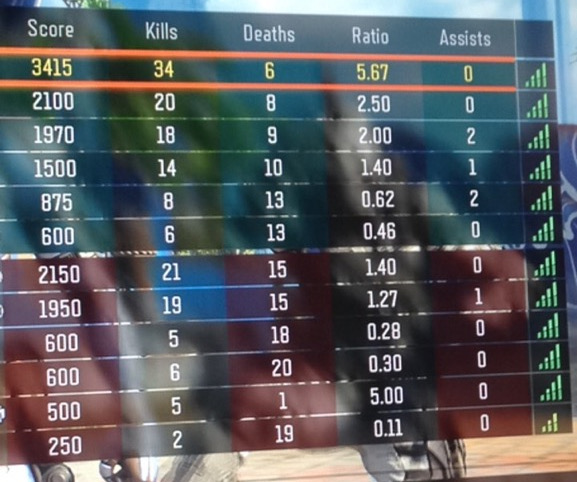 Score Kills Deaths Ratio Assists
3415 34 6 5.67 0
2100 20 8 2.50 0
1970 18 9 2.00 2
1500 14 10 1.40 1
875 8 13 0.62 2
600 6 13 0.46 0
2150 21 15 1.40 0
1950 19 15 1.27 1
600 5 18 0.28 0
600 6 20 0.30 0
500 5 1 5.00 0
250 2 19 0.11 0